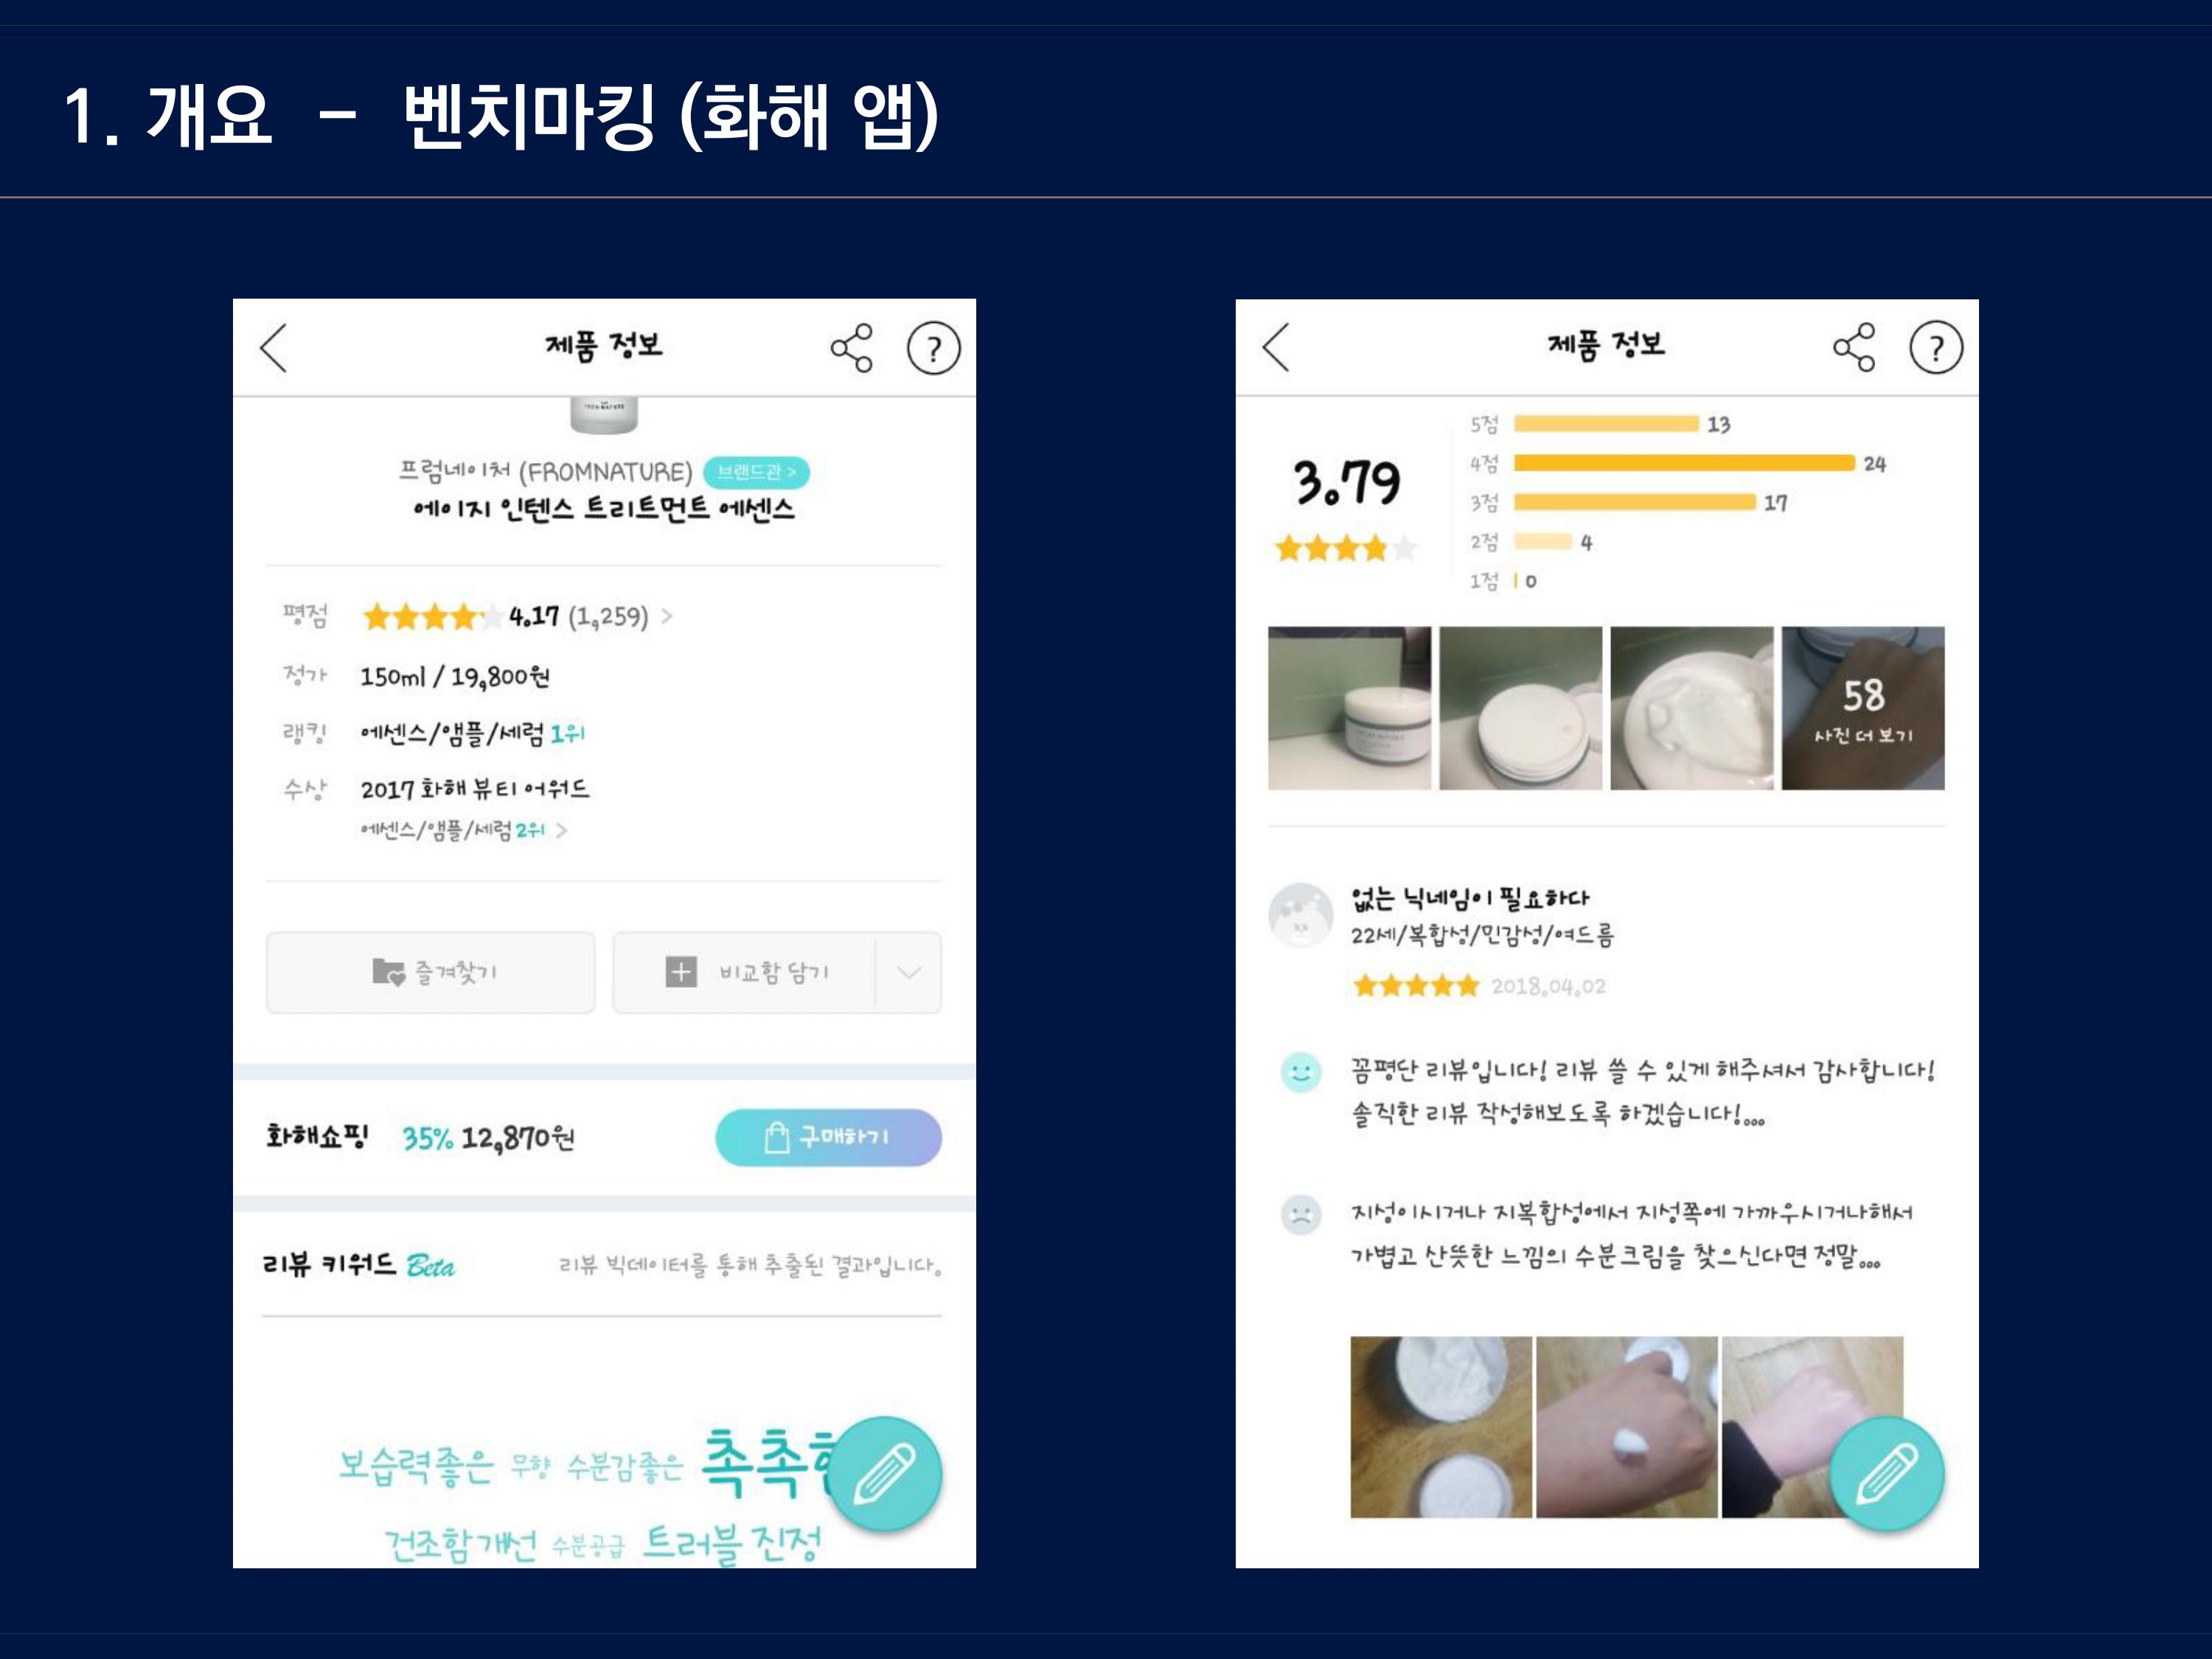 1. 개요 - 벤치마킹 (화해 앱)
제품 정보
?
프럼네이처 (FROMNATURE) 브랜드관 >
에이지 인텐스 트리트먼트 에센스
평점 4.17 (1,259) >
정가 150ml / 19,800원
랭킹 에센스/앰플/세럼 1위
수상 2017 화해 뷰티 어워드
에센스/앰플/세럼 2위 >
즐겨찾기
비교함 담기
화해쇼핑 35% 12,870원 구매하기
리뷰 키워드 Beta 리뷰 빅데이터를 통해 추출된 결과입니다.
보습력좋은 무향 수분감좋은 촉촉
건조함개선 수분공급 트러블 진정
제품 정보
?
3.79
5점 13
4점 24
3점 17
2점 4
1점 0
58
사진 더 보기
없는 닉네임이 필요하다
22세/복합성/민감성/여드름
2018.04.02
꼼평단 리뷰입니다! 리뷰 쓸 수 있게 해주셔서 감사합니다!
솔직한 리뷰 작성해보도록 하겠습니다!...
지성이시거나 지복합성에서 지성쪽에 가까우시거나해서
가볍고 산뜻한 느낌의 수분크림을 찾으신다면 정말...